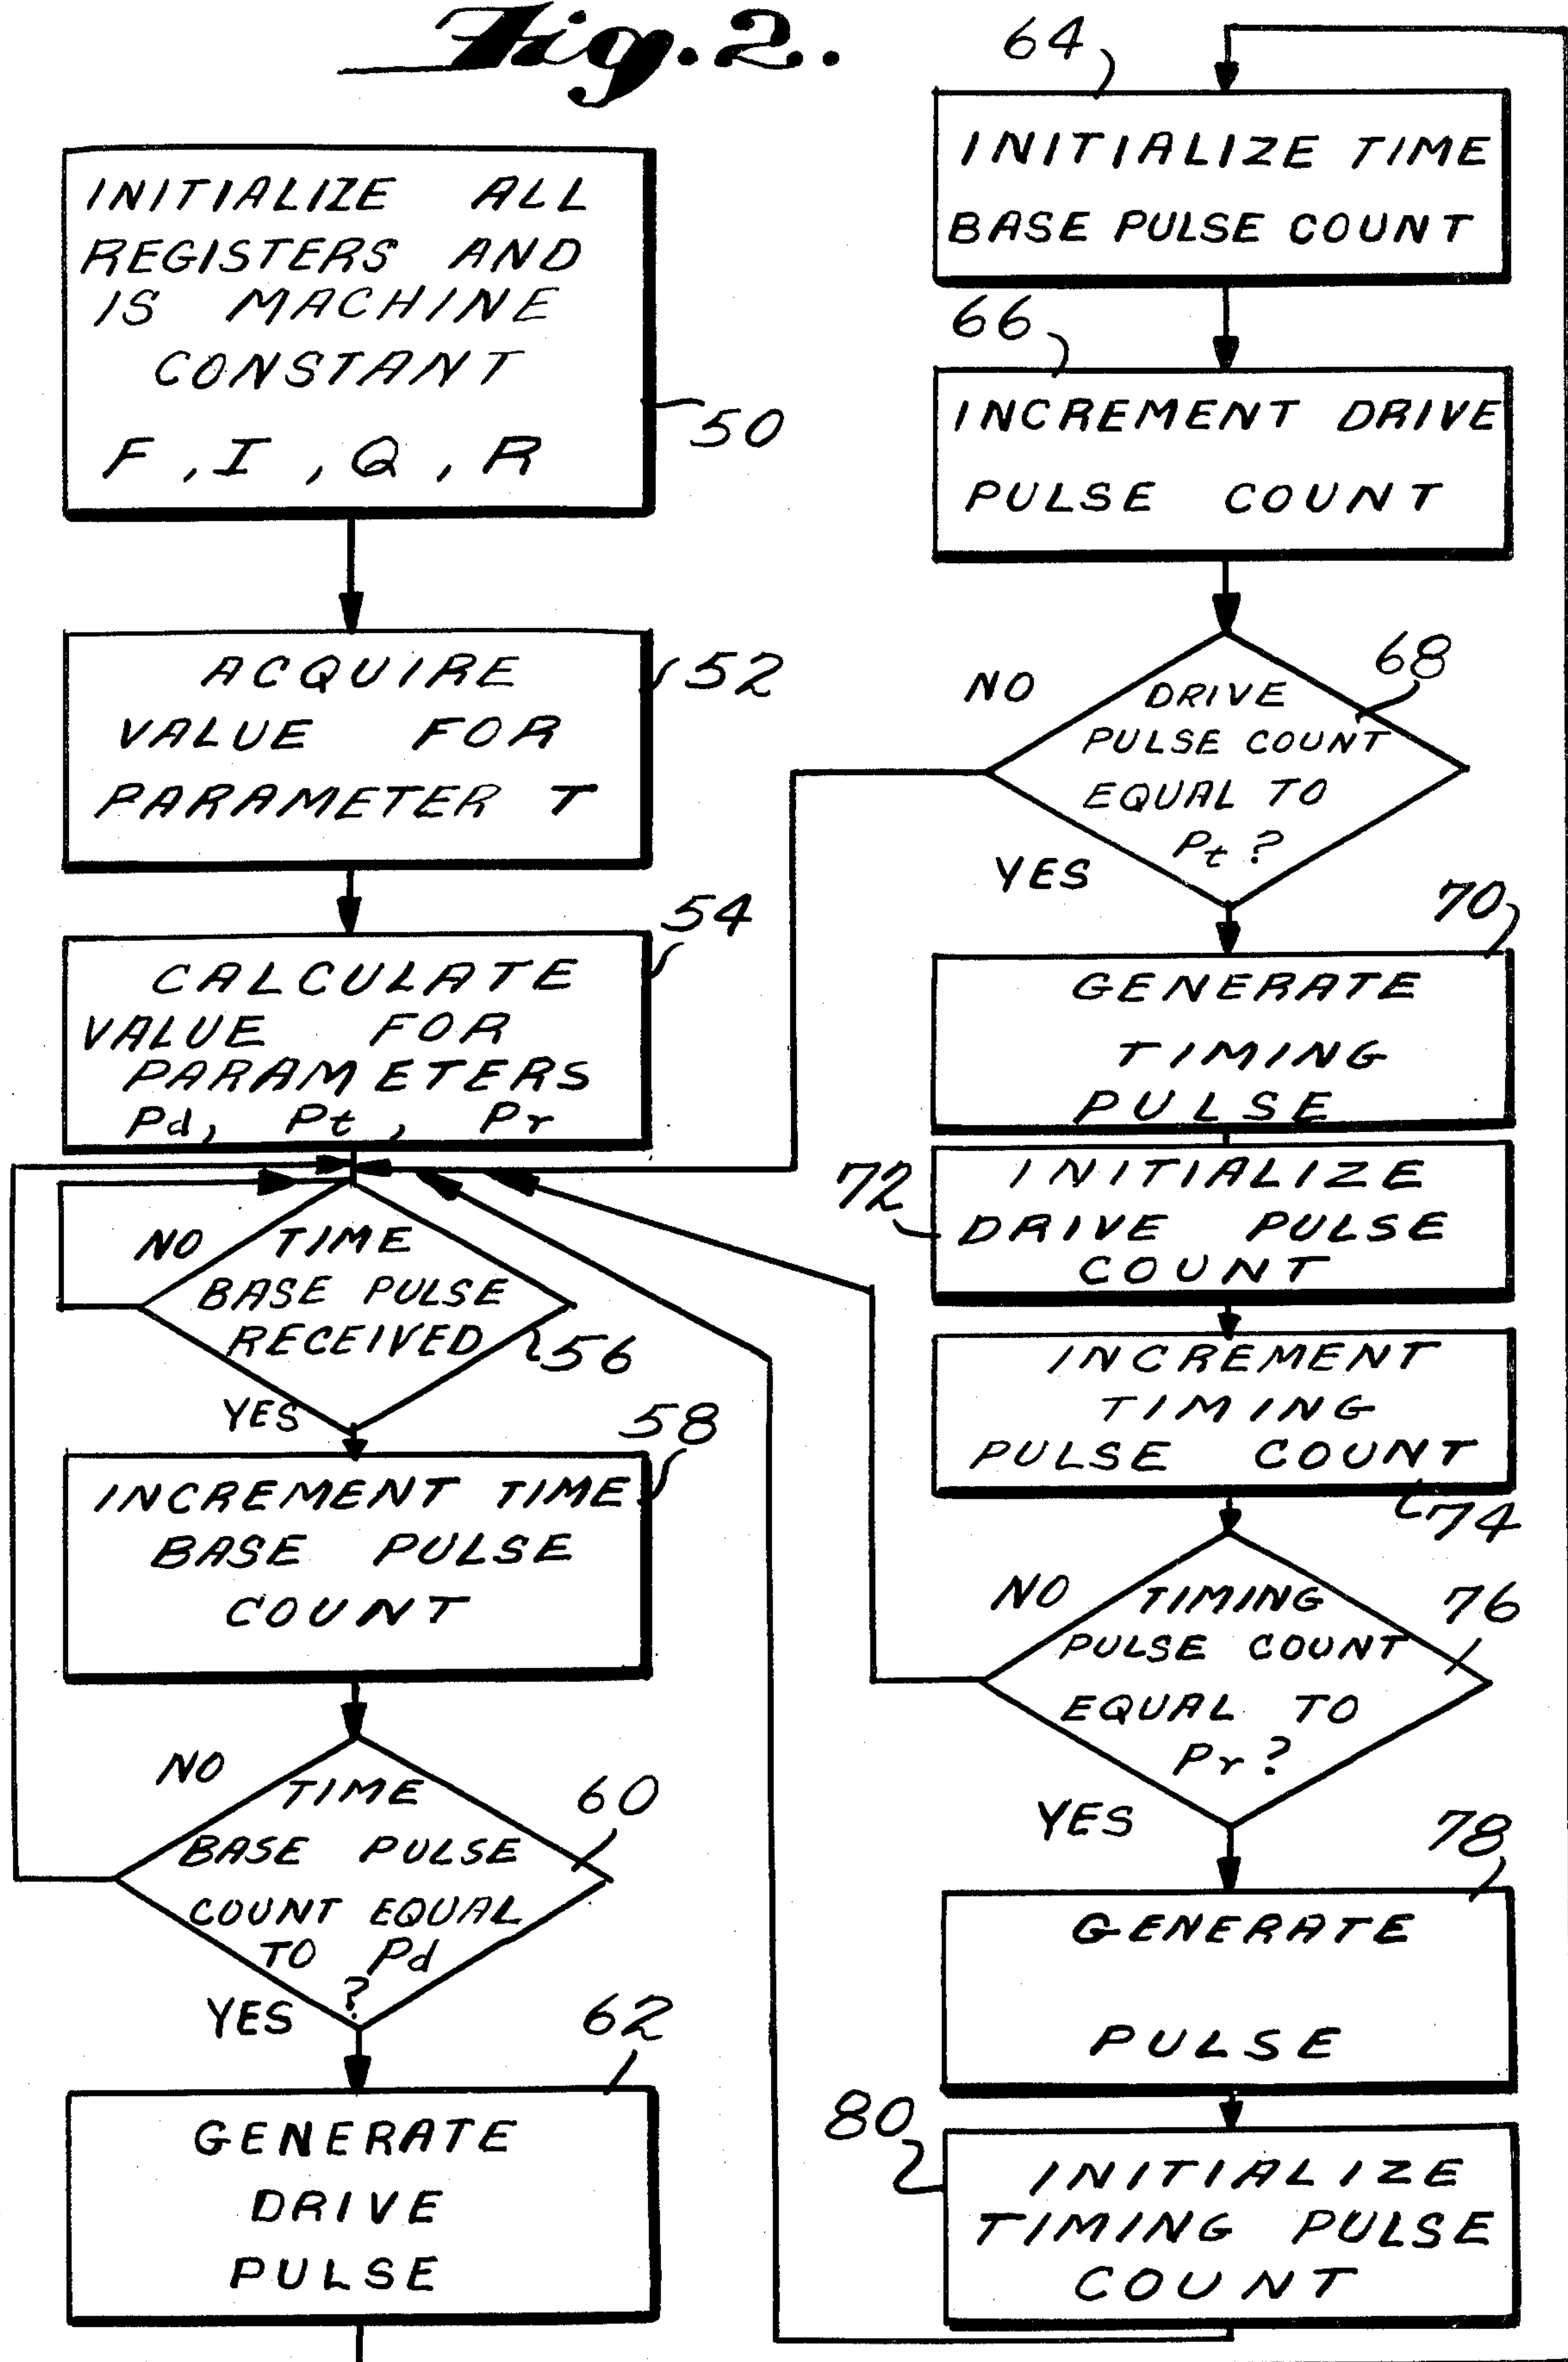 Fig. 2.
INITIALIZE ALL
REGISTERS AND
IS MACHINE
CONSTANT
F, I, Q, R
50
ACQUIRE
VALUE FOR
PARAMETER T
52
54
CALCULATE
VALUE FOR
PARAMETERS
Pd, Pt, Pr
NO
TIME
BASE PULSE
RECEIVED
56
YES
58
INCREMENT TIME
BASE PULSE
COUNT
NO
TIME
BASE PULSE
COUNT EQUAL
TO Pd
?
60
YES
62
GENERATE
DRIVE
PULSE
64
INITIALIZE TIME
BASE PULSE COUNT
66
INCREMENT DRIVE
PULSE COUNT
68
NO
DRIVE
PULSE COUNT
EQUAL TO
Pt ?
YES
70
GENERATE
TIMING
PULSE
72
INITIALIZE
DRIVE PULSE
COUNT
INCREMENT
TIMING
PULSE COUNT
74
NO
TIMING
PULSE COUNT
EQUAL TO
Pr ?
76
YES
78
GENERATE
PULSE
80
INITIALIZE
TIMING PULSE
COUNT